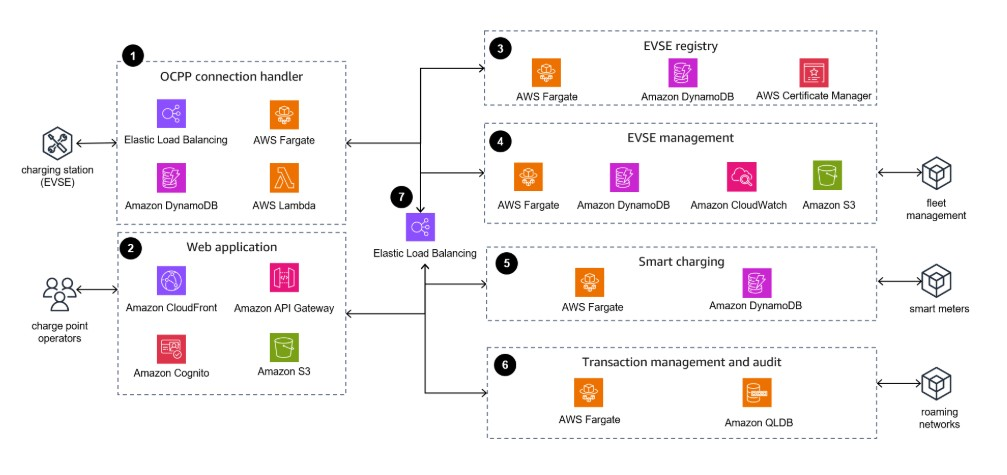 1
OCPP connection handler
Elastic Load Balancing
AWS Fargate
Amazon DynamoDB
AWS Lambda
charging station
(EVSE)
2
Web application
Amazon CloudFront
Amazon API Gateway
Amazon Cognito
Amazon S3
charge point
operators
7
Elastic Load Balancing
3
EVSE registry
AWS Fargate
Amazon DynamoDB
AWS Certificate Manager
4
EVSE management
AWS Fargate
Amazon DynamoDB
Amazon CloudWatch
Amazon S3
fleet
management
5
Smart charging
AWS Fargate
Amazon DynamoDB
smart meters
6
Transaction management and audit
AWS Fargate
Amazon QLDB
roaming
networks